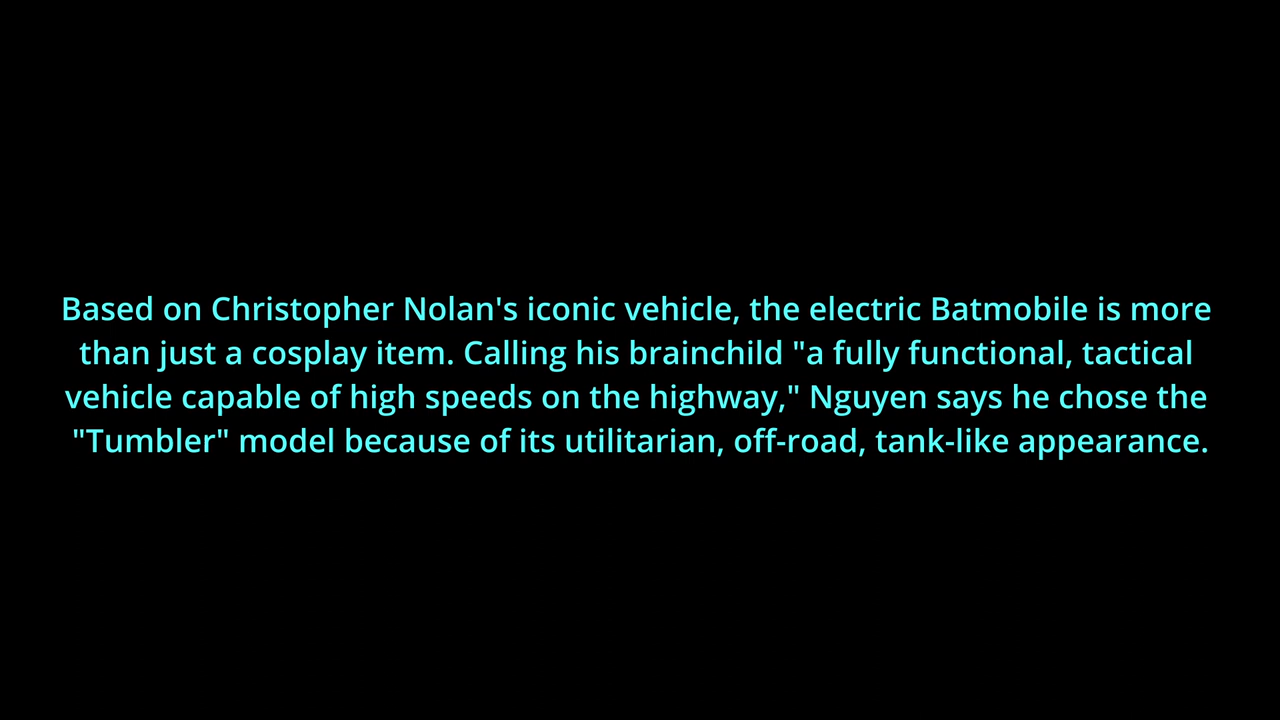 Based on Christopher Nolan's iconic vehicle, the electric Batmobile is more
than just a cosplay item. Calling his brainchild "a fully functional, tactical
vehicle capable of high speeds on the highway," Nguyen says he chose the
"Tumbler" model because of its utilitarian, off-road, tank-like appearance.